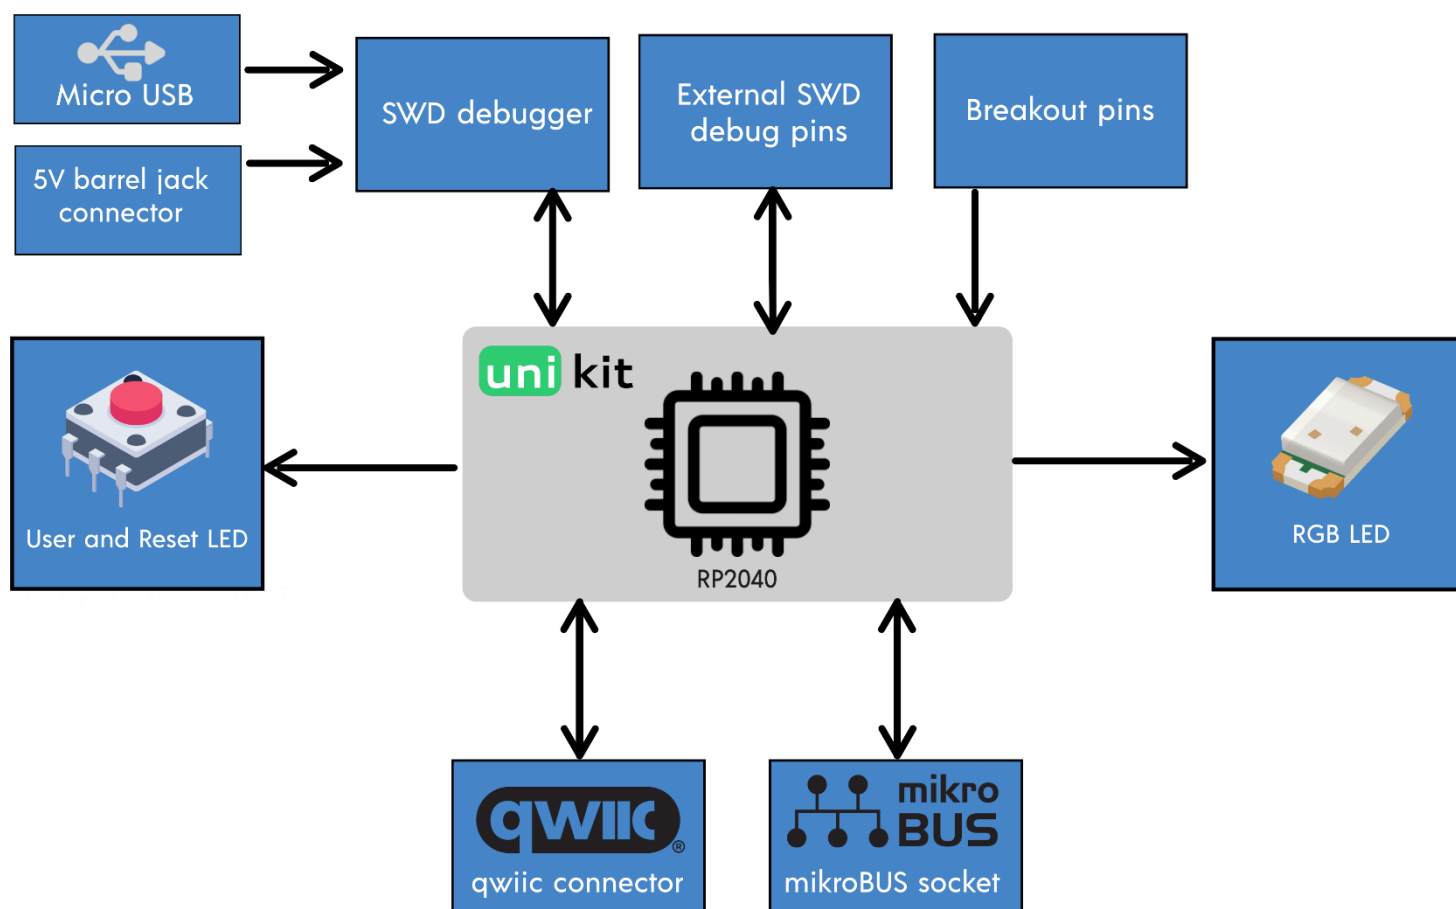 Micro USB
5V barrel jack
connector
SWD debugger
External SWD
debug pins
Breakout pins
uni kit
RP2040
User and Reset LED
RGB LED
qwiic®
qwiic connector
mikro
BUS
mikroBUS socket